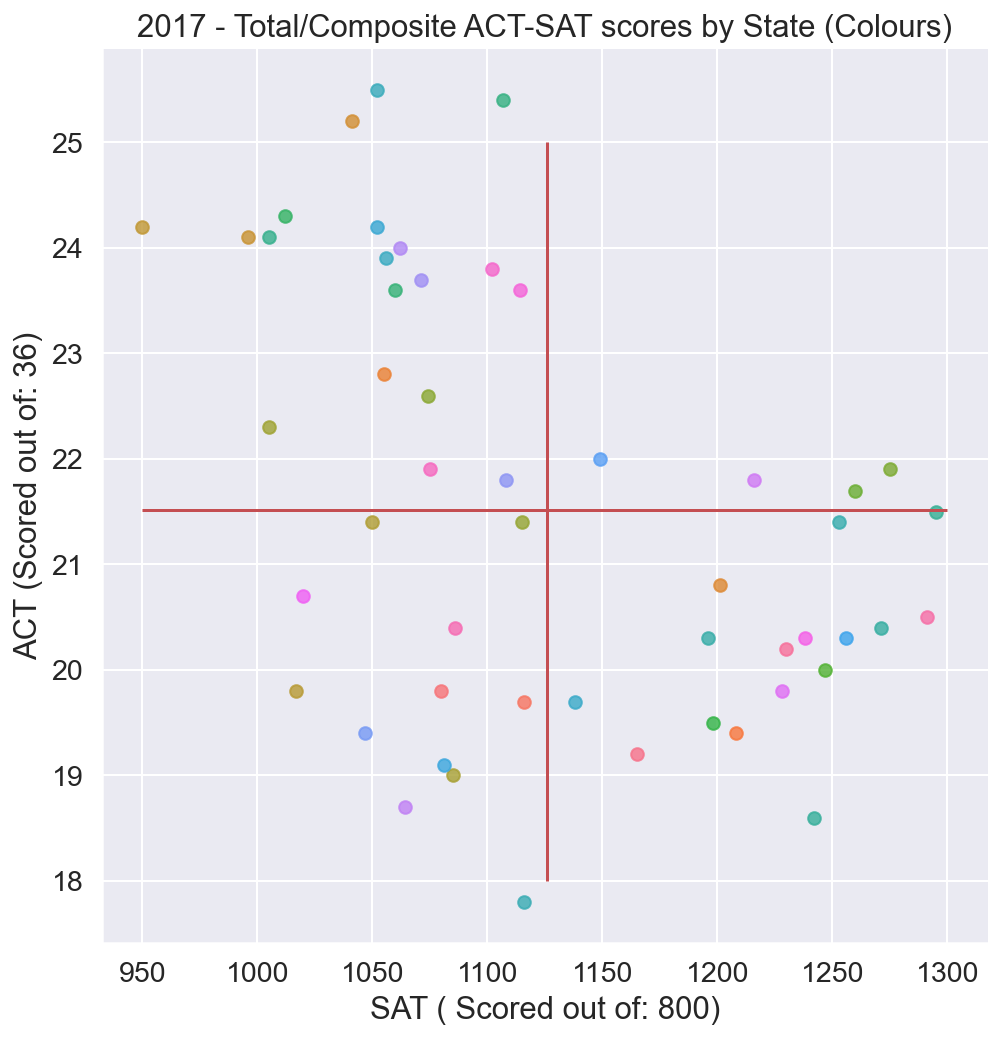 2017 - Total/Composite ACT-SAT scores by State (Colours)
ACT (Scored out of: 36)
25
24
23
22
21
20
19
18
950 1000 1050 1100 1150 1200 1250 1300
SAT ( Scored out of: 800)